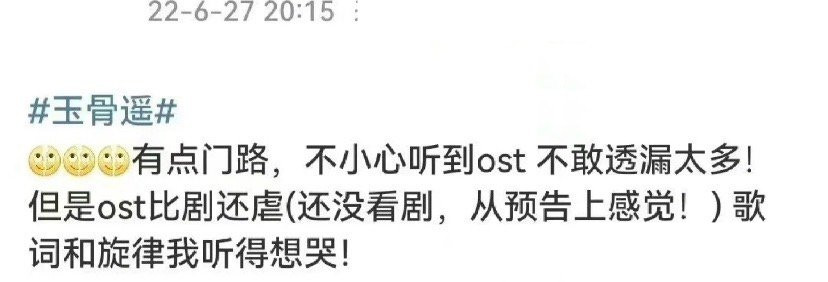 22-6-27 20:15
#玉骨遥#
有点门路，不小心听到ost 不敢透漏太多！
但是ost比剧还虐(还没看剧，从预告上感觉！) 歌
词和旋律我听得想哭！